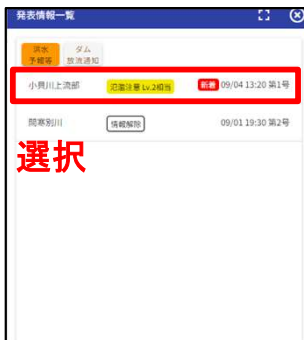 発表情報一覧
洪水 ダム
予報等 放流通知
小貝川上流部 氾濫注意 Lv.2相当 新着 09/04 13:20 第1号
問寒別川 情報解除 09/01 19:30 第2号
選択